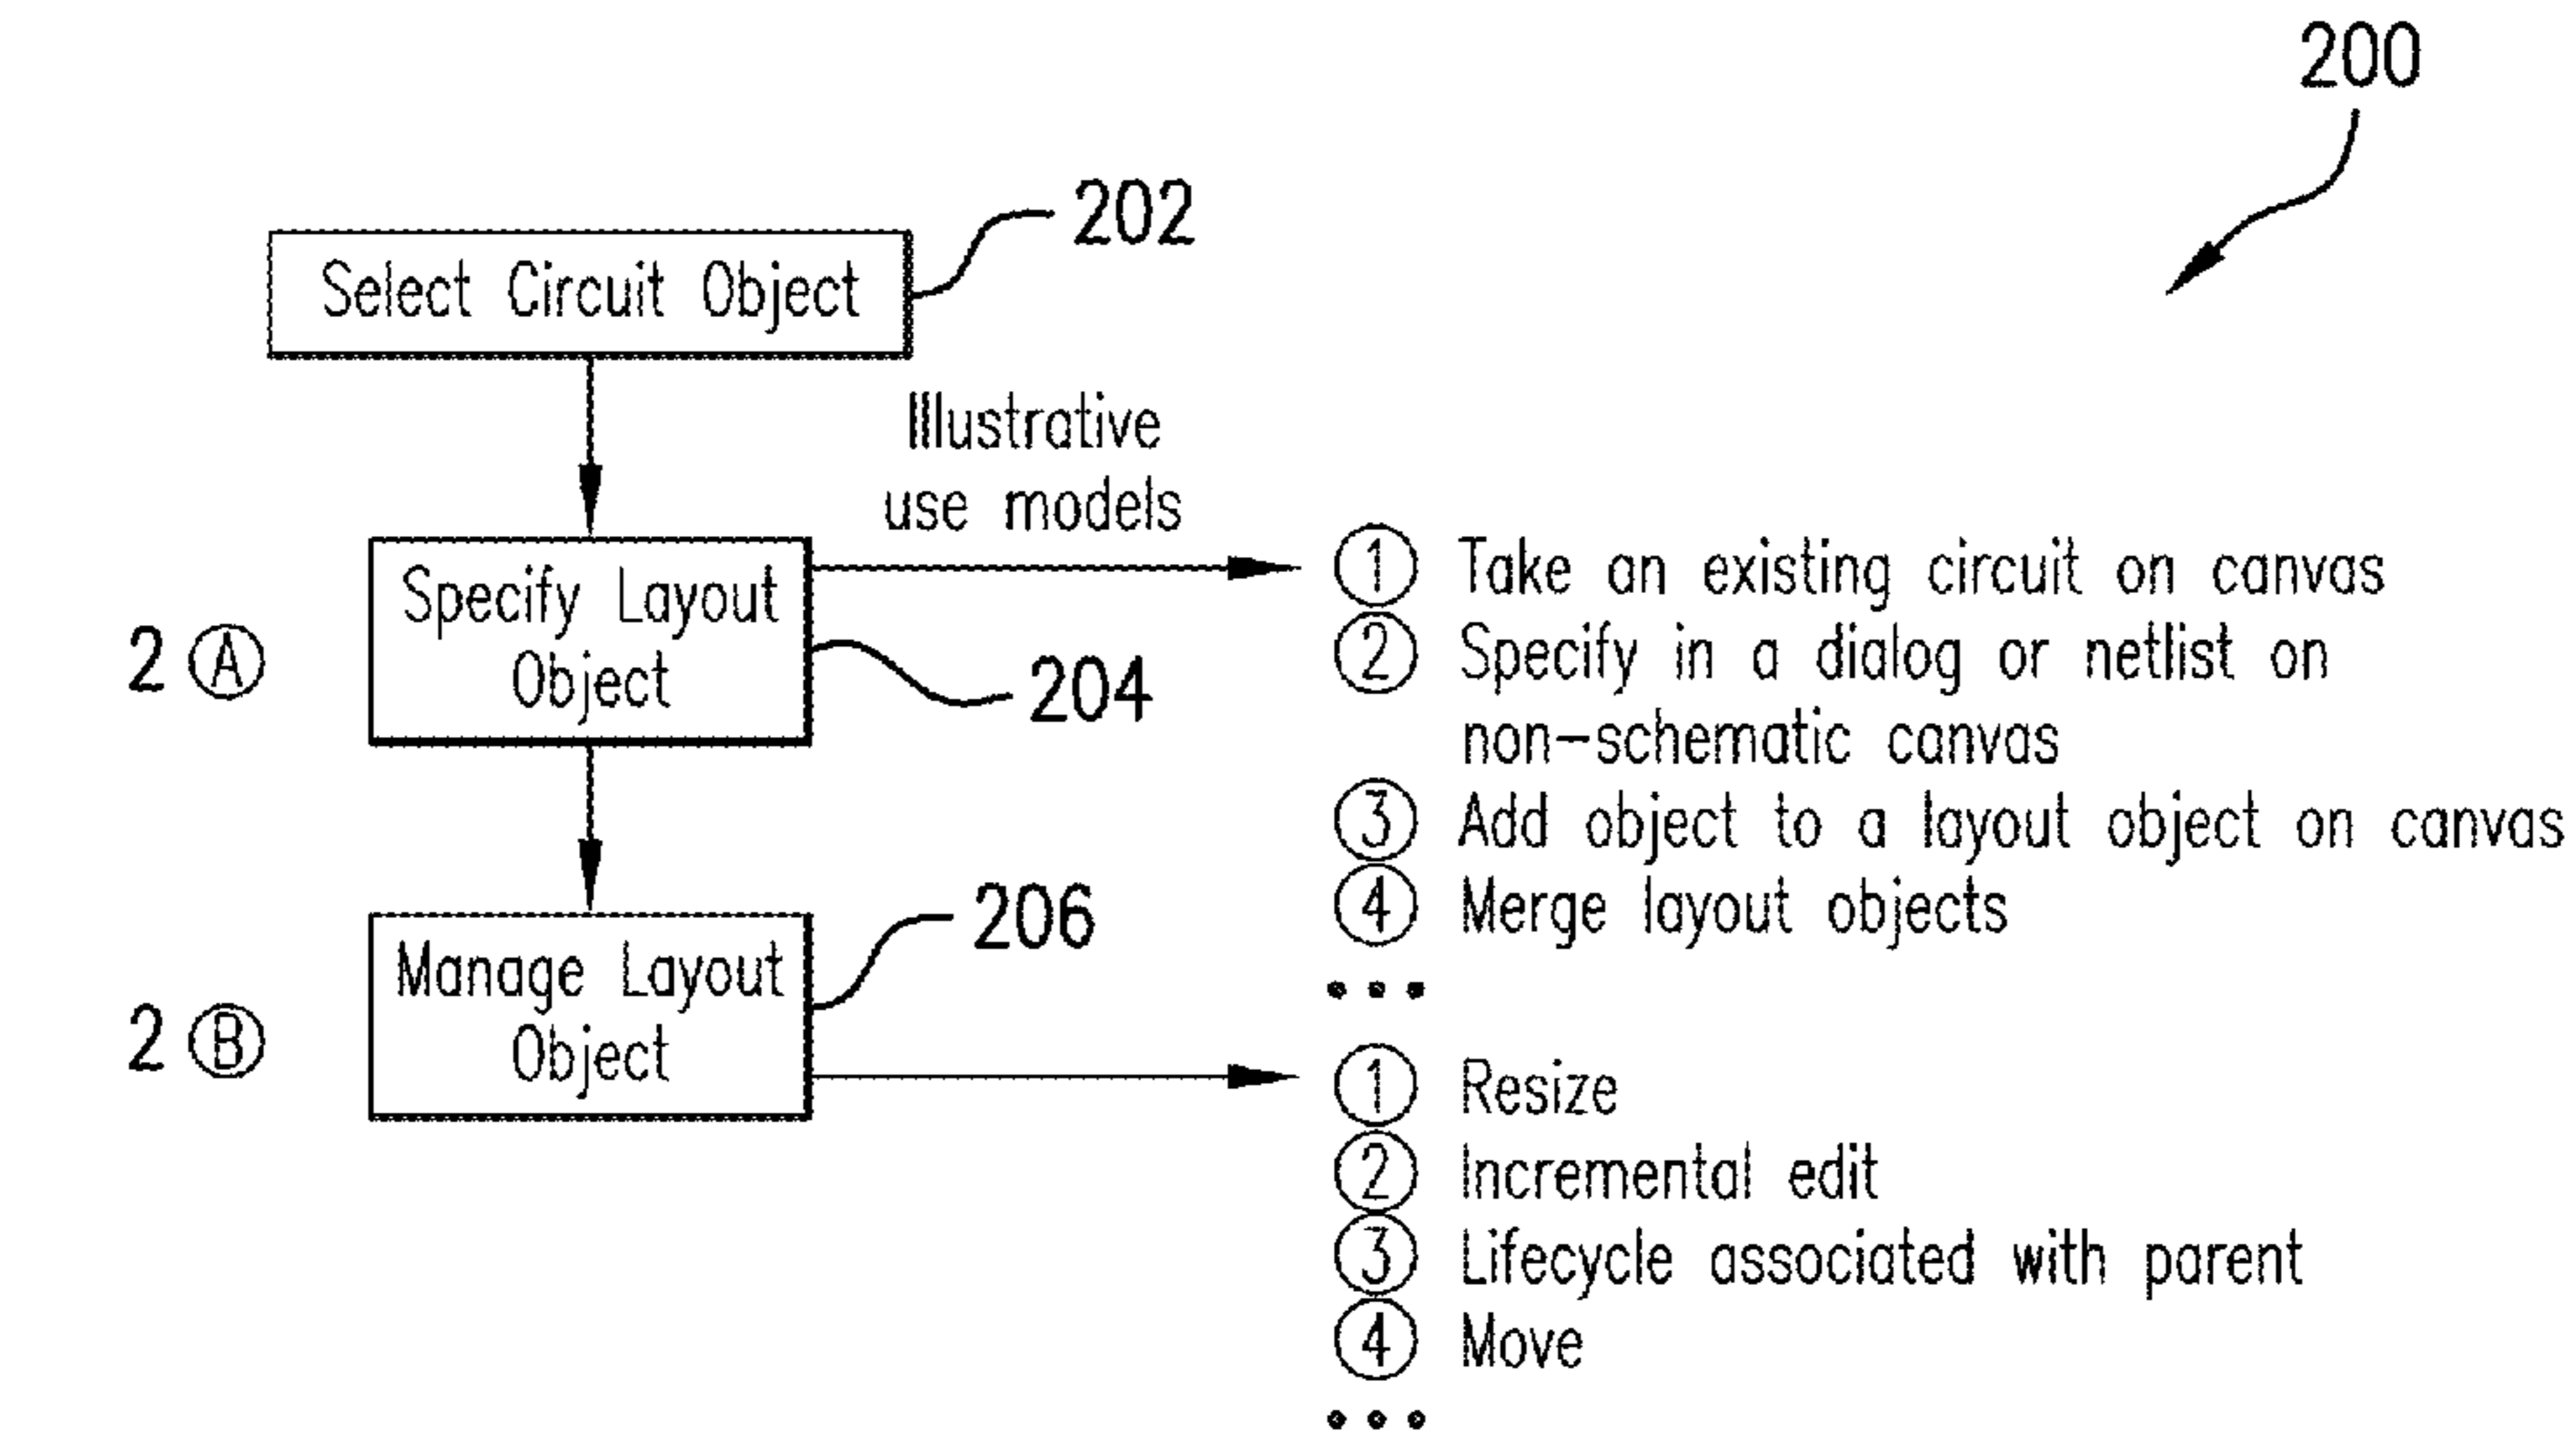 200
202
Select Circuit Object
Illustrative
use models
2 Ⓐ
Specify Layout
Object
204
① Take an existing circuit on canvas
② Specify in a dialog or netlist on
non-schematic canvas
③ Add object to a layout object on canvas
④ Merge layout objects
...
2 Ⓑ
Manage Layout
Object
206
① Resize
② Incremental edit
③ Lifecycle associated with parent
④ Move
...